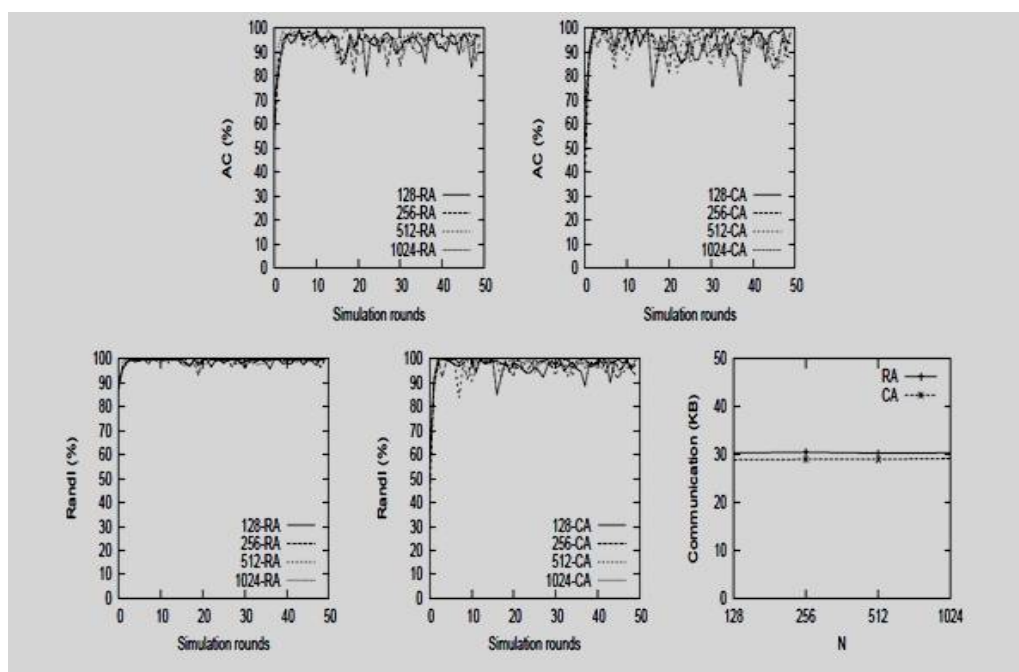 100
90
80
70
60
50
40
30
20
10
0
AC (%)
128-RA
256-RA
512-RA
1024-RA
0 10 20 30 40 50
Simulation rounds
100
90
80
70
60
50
40
30
20
10
0
AC (%)
128-CA
256-CA
512-CA
1024-CA
0 10 20 30 40 50
Simulation rounds
100
90
80
70
60
50
40
30
20
10
0
RandI (%)
128-RA
256-RA
512-RA
1024-RA
0 10 20 30 40 50
Simulation rounds
100
90
80
70
60
50
40
30
20
10
0
RandI (%)
128-CA
256-CA
512-CA
1024-CA
0 10 20 30 40 50
Simulation rounds
50
40
30
20
10
0
Communication (KB)
RA
CA
128 256 512 1024
N